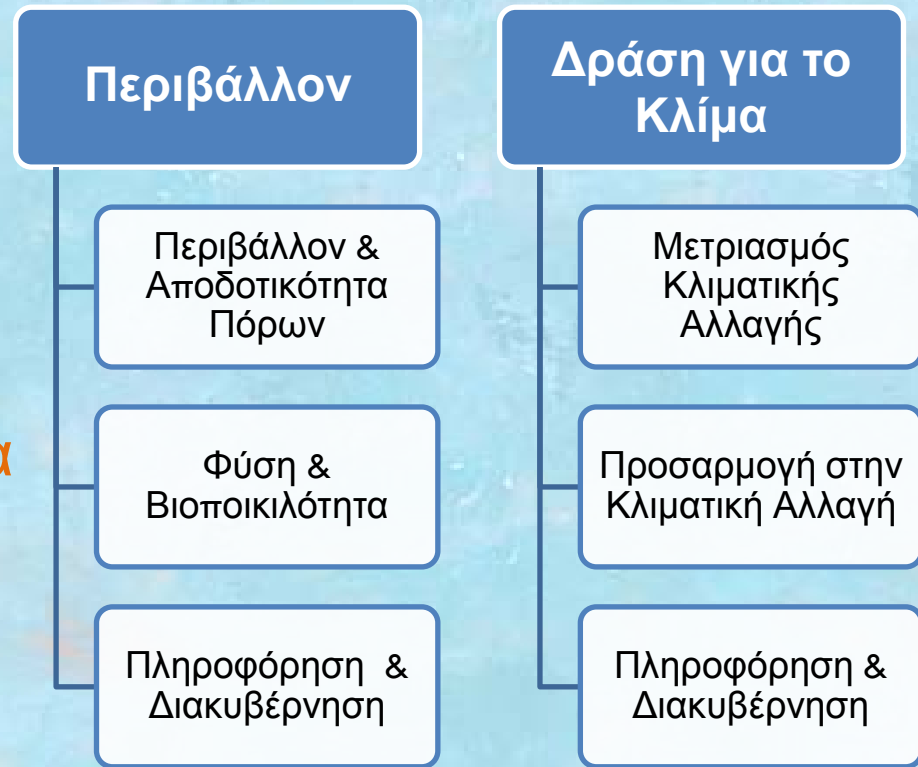 Περιβάλλον
Περιβάλλον &
Αποδοτικότητα
Πόρων
Φύση &
Βιοποικιλότητα
Πληροφόρηση &
Διακυβέρνηση
Δράση για το
Κλίμα
Μετριασμός
Κλιματικής
Αλλαγής
Προσαρμογή στην
Κλιματική Αλλαγή
Πληροφόρηση &
Διακυβέρνηση